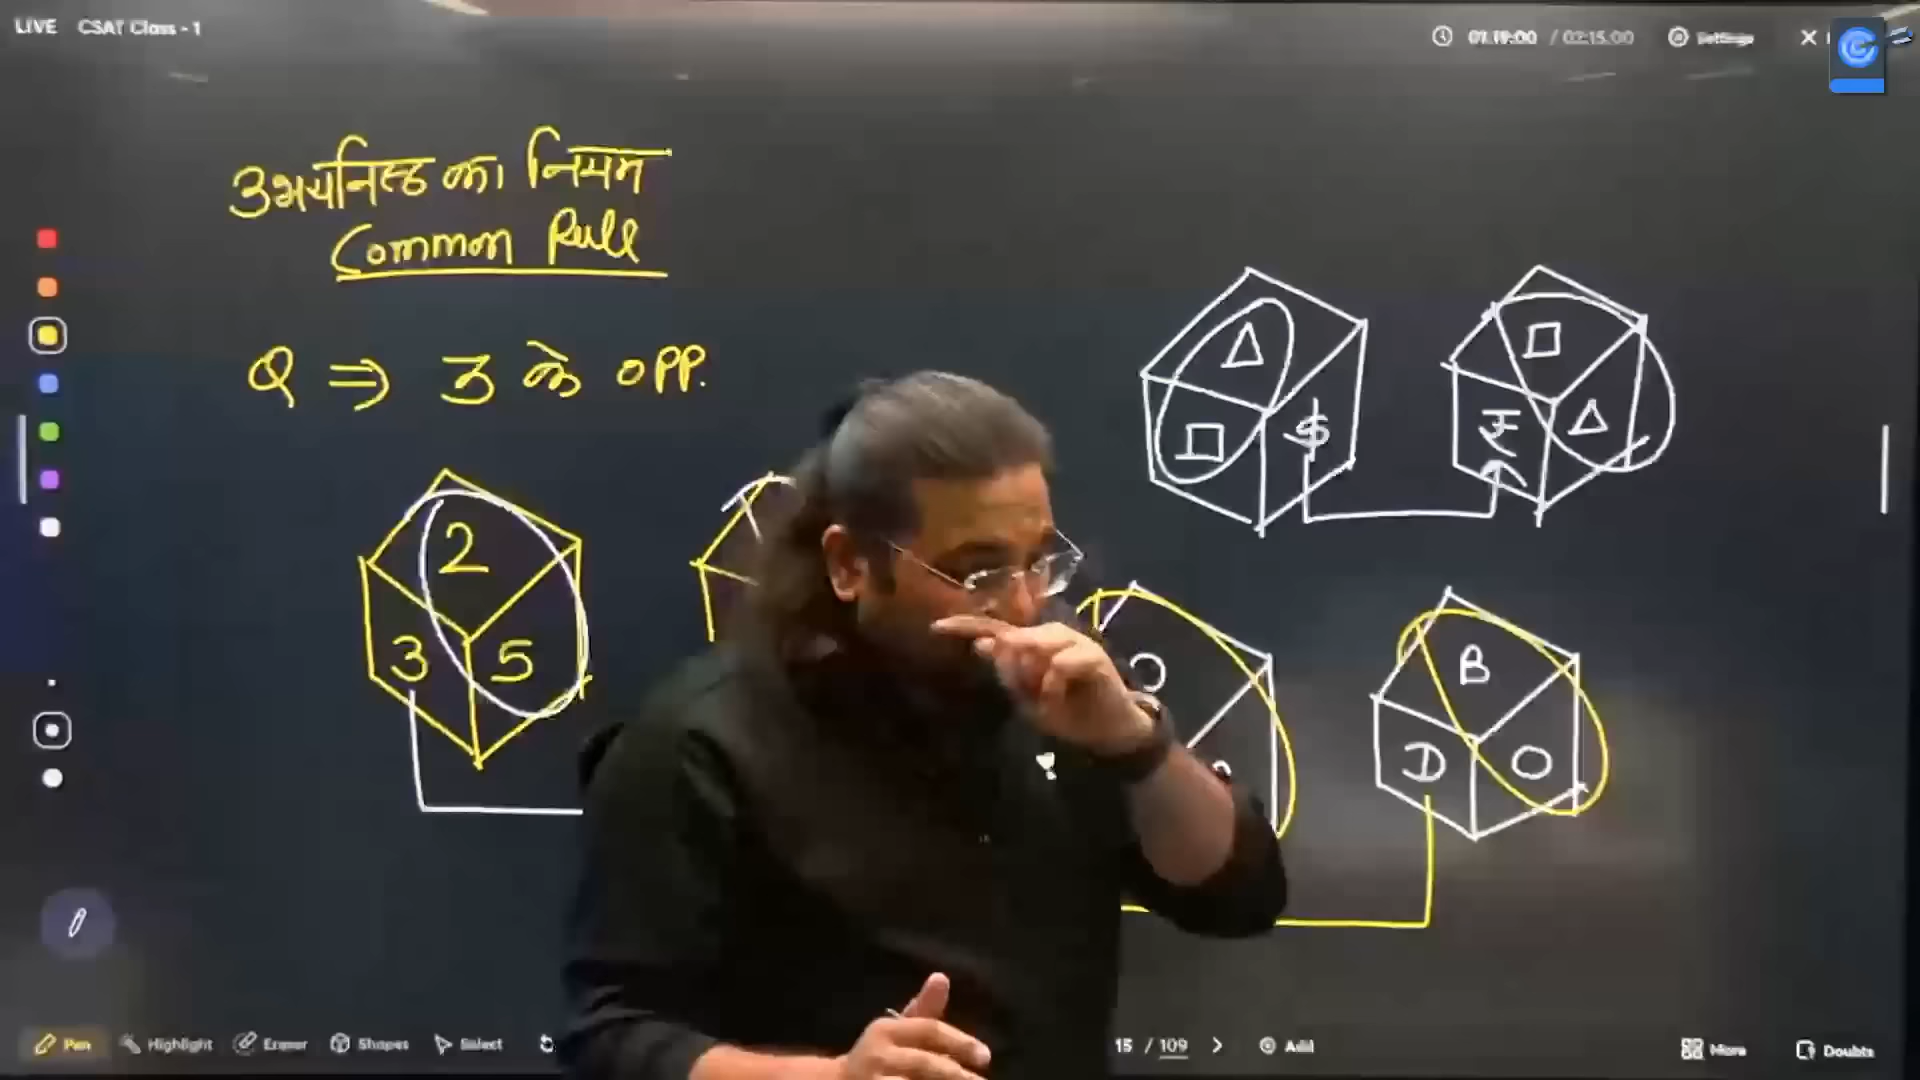 LIVE CSAT Class - 1
01:19:00 / 02:15:00 Settings
उभयनिष्ठ का नियम
Common Rule
Q ⇒ 3 के opp.
△ □ $
□ ₹ △
2
3 5
O
B
D O
Pen Highlight Eraser Shapes Select
15 / 109 Add
More Doubts